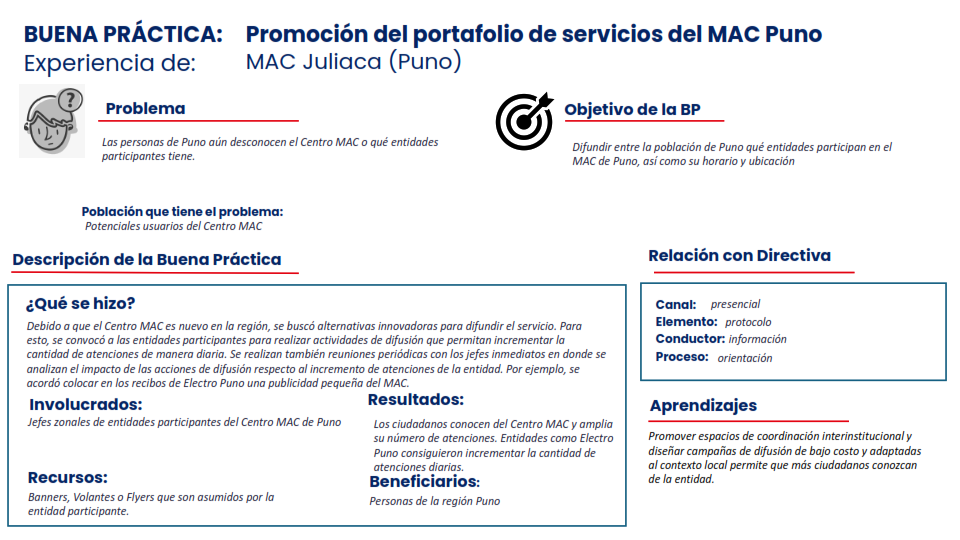 BUENA PRÁCTICA: Promoción del portafolio de servicios del MAC Puno
Experiencia de: MAC Juliaca (Puno)
?
Problema
Las personas de Puno aún desconocen el Centro MAC o qué entidades
participantes tiene.
Población que tiene el problema:
Potenciales usuarios del Centro MAC
Objetivo de la BP
Difundir entre la población de Puno qué entidades participan en el
MAC de Puno, así como su horario y ubicación
Descripción de la Buena Práctica
¿Qué se hizo?
Debido a que el Centro MAC es nuevo en la región, se buscó alternativas innovadoras para difundir el servicio. Para
esto, se convocó a las entidades participantes para realizar actividades de difusión que permitan incrementar la
cantidad de atenciones de manera diaria. Se realizan también reuniones periódicas con los jefes inmediatos en donde se
analizan el impacto de las acciones de difusión respecto al incremento de atenciones de la entidad. Por ejemplo, se
acordó colocar en los recibos de Electro Puno una publicidad pequeña del MAC.
Involucrados:
Jefes zonales de entidades participantes del Centro MAC de Puno
Recursos:
Banners, Volantes o Flyers que son asumidos por la
entidad participante.
Resultados:
Los ciudadanos conocen del Centro MAC y amplia
su número de atenciones. Entidades como Electro
Puno consiguieron incrementar la cantidad de
atenciones diarias.
Beneficiarios:
Personas de la región Puno
Relación con Directiva
Canal: presencial
Elemento: protocolo
Conductor: información
Proceso: orientación
Aprendizajes
Promover espacios de coordinación interinstitucional y
diseñar campañas de difusión de bajo costo y adaptadas
al contexto local permite que más ciudadanos conozcan
de la entidad.